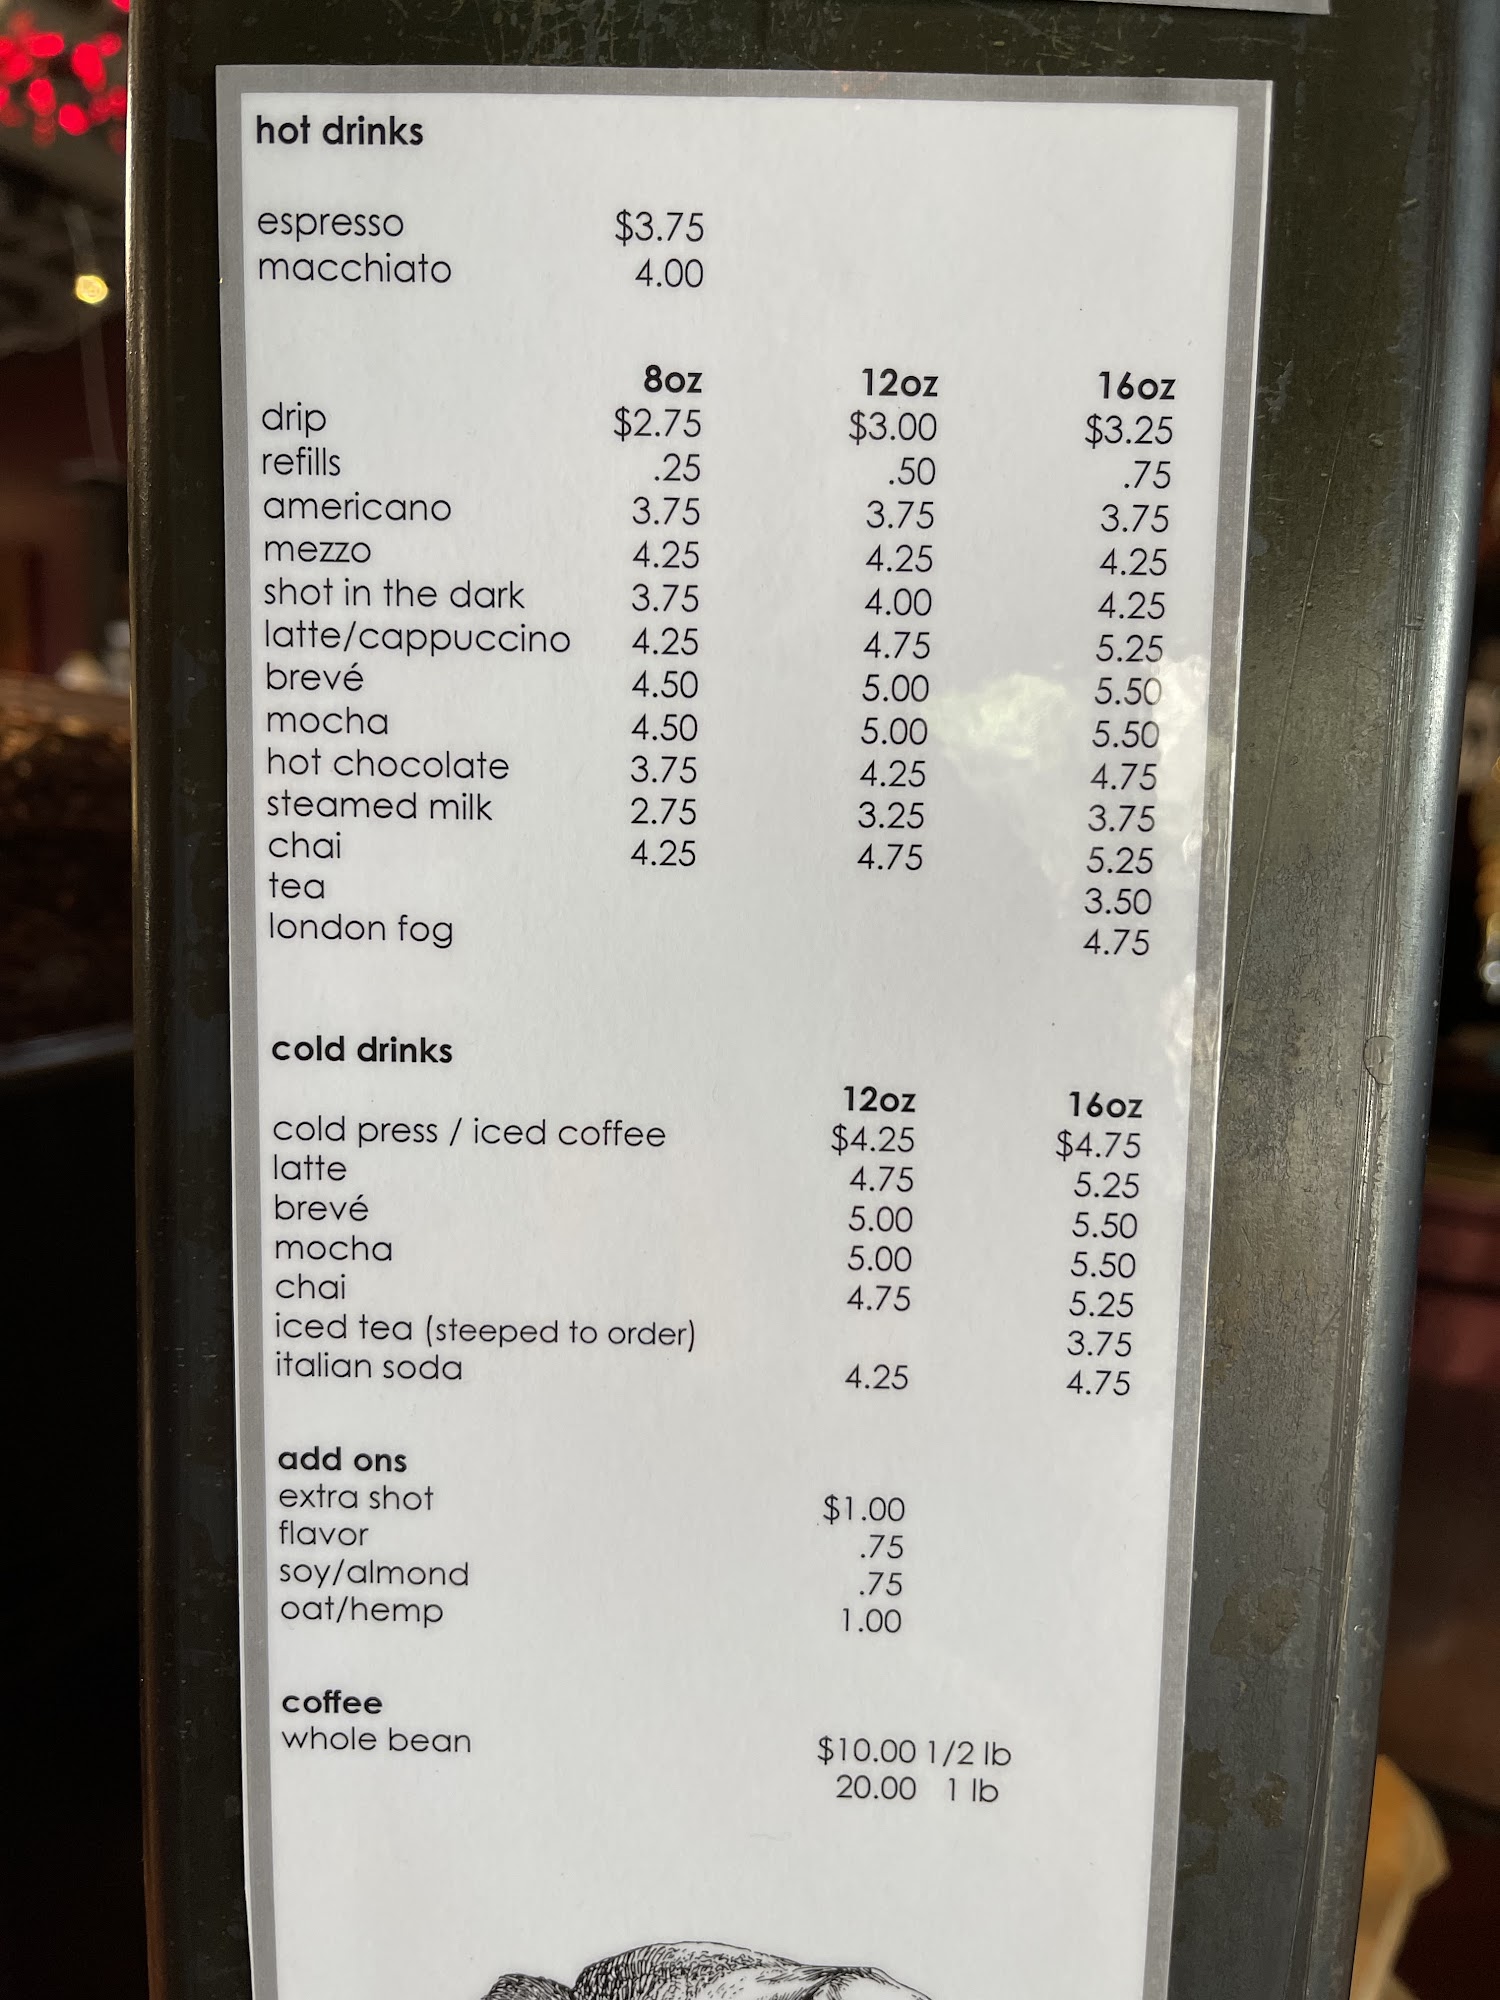 hot drinks
espresso $3.75
macchiato 4.00
8oz 12oz 16oz
drip $2.75 $3.00 $3.25
refills .25 .50 .75
americano 3.75 3.75 3.75
mezzo 4.25 4.25 4.25
shot in the dark 3.75 4.00 4.25
latte/cappuccino 4.25 4.75 5.25
brevé 4.50 5.00 5.50
mocha 4.50 5.00 5.50
hot chocolate 3.75 4.25 4.75
steamed milk 2.75 3.25 3.75
chai 4.25 4.75 5.25
tea 3.50
london fog 4.75
cold drinks
12oz 16oz
cold press / iced coffee $4.25 $4.75
latte 4.75 5.25
brevé 5.00 5.50
mocha 5.00 5.50
chai 4.75 5.25
iced tea (steeped to order) 3.75
italian soda 4.25 4.75
add ons
extra shot $1.00
flavor .75
soy/almond .75
oat/hemp 1.00
coffee
whole bean $10.00 1/2 lb
20.00 1 lb